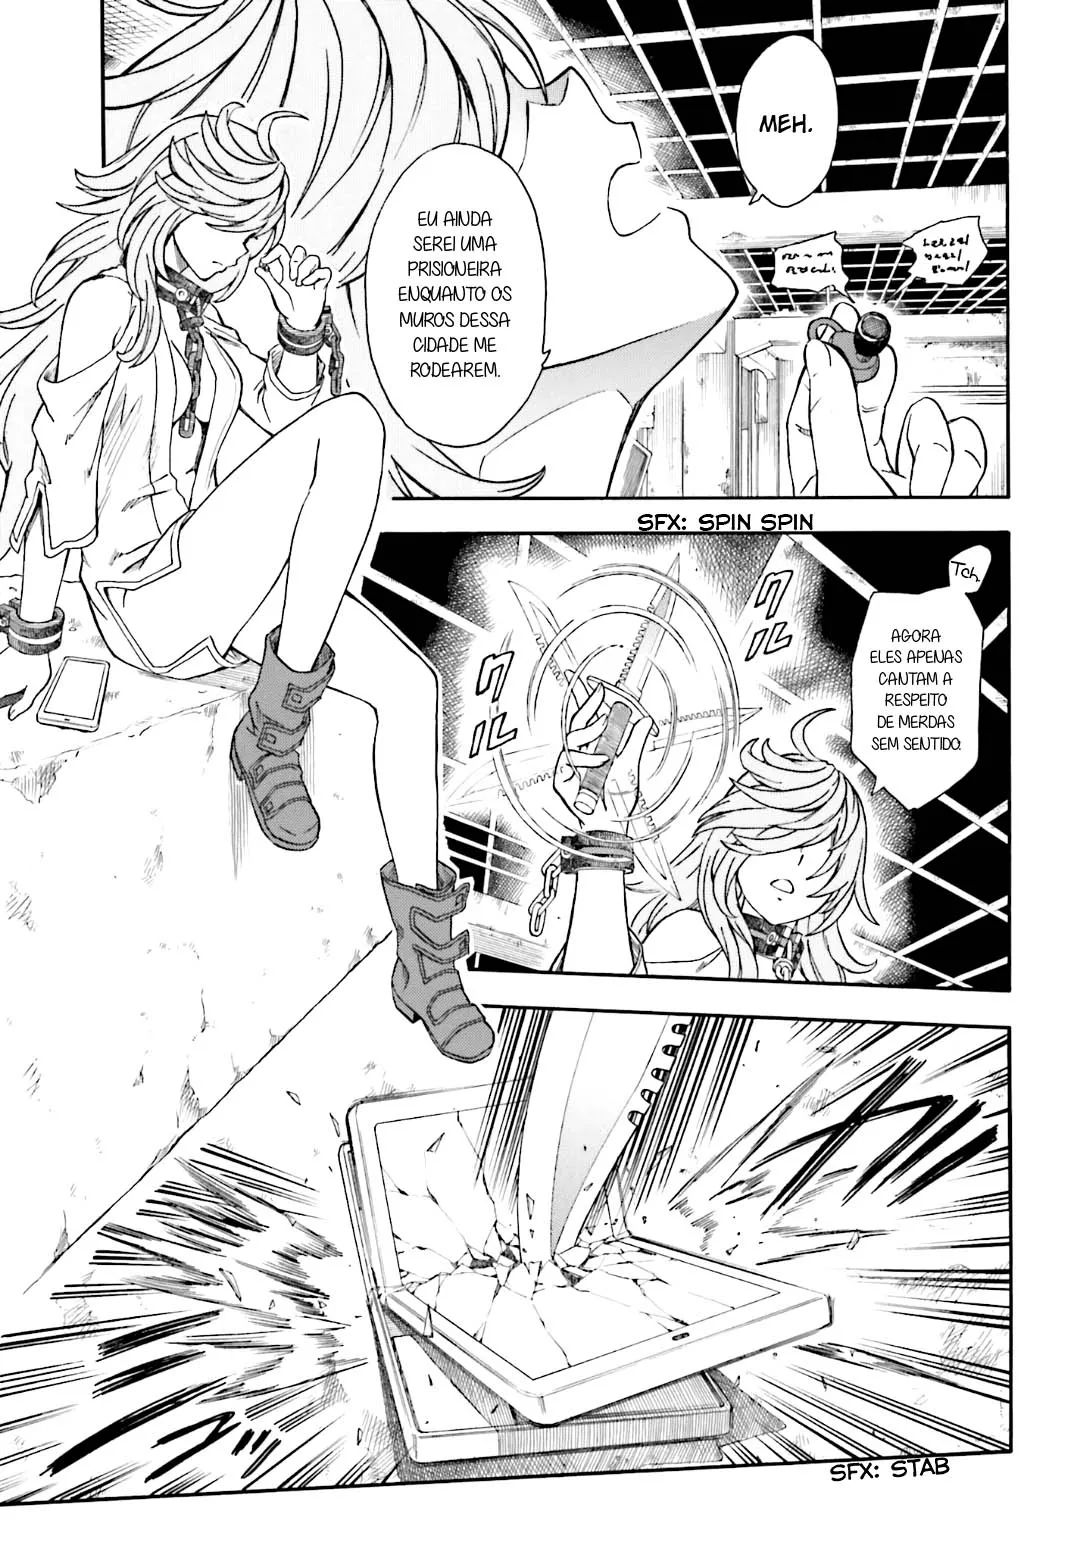 MEH.
EU AINDA
SEREI UMA
PRISIONEIRA
ENQUANTO OS
MUROS DESSA
CIDADE ME
RODEAREM.
SFX: SPIN SPIN
Tch.
AGORA
ELES APENAS
CANTAM A
RESPEITO
DE MERDAS
SEM SENTIDO.
クル
クル
SFX: STAB